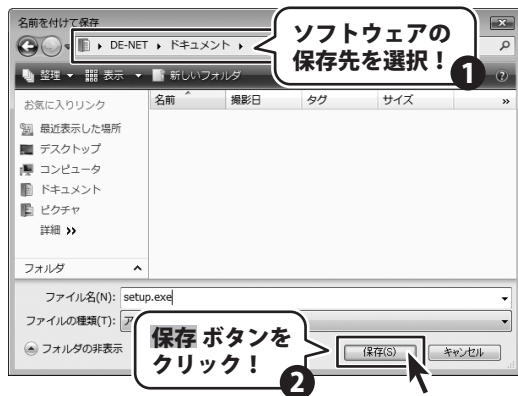 名前を付けて保存
DE-NET ▸ ドキュメント ▸
ソフトウェアの
保存先を選択！
1
整理 表示 新しいフォルダ
お気に入りリンク
名前 撮影日 タグ サイズ »
最近表示した場所
デスクトップ
コンピュータ
ドキュメント
ピクチャ
詳細 »
フォルダ
ファイル名(N): setup.exe
ファイルの種類(T): ア
保存 ボタンを
クリック！
2
フォルダの非表示
保存(S) キャンセル